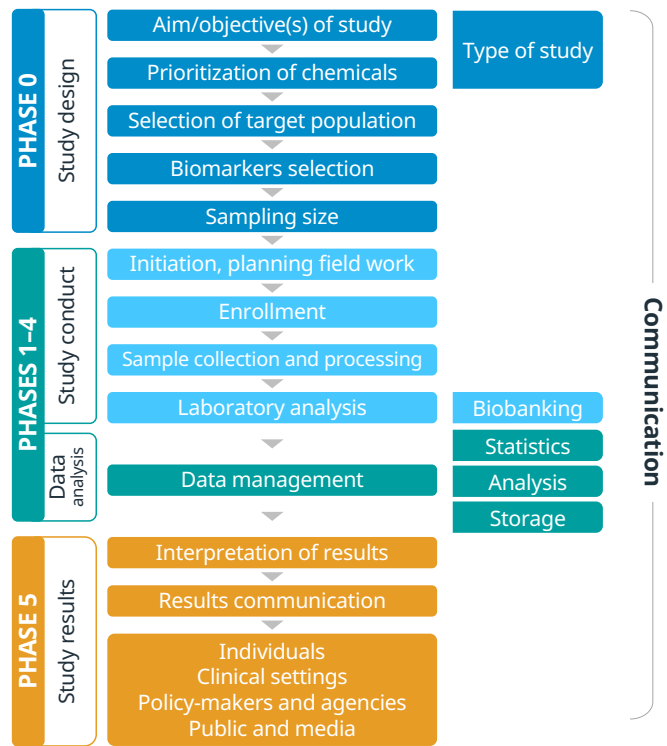 PHASE 0
Study design
Aim/objective(s) of study
Type of study
Prioritization of chemicals
Selection of target population
Biomarkers selection
Sampling size
PHASES 1–4
Study conduct
Initiation, planning field work
Enrollment
Sample collection and processing
Laboratory analysis
Biobanking
Data
analysis
Data management
Statistics
Analysis
Storage
PHASE 5
Study results
Interpretation of results
Results communication
Individuals
Clinical settings
Policy-makers and agencies
Public and media
Communication